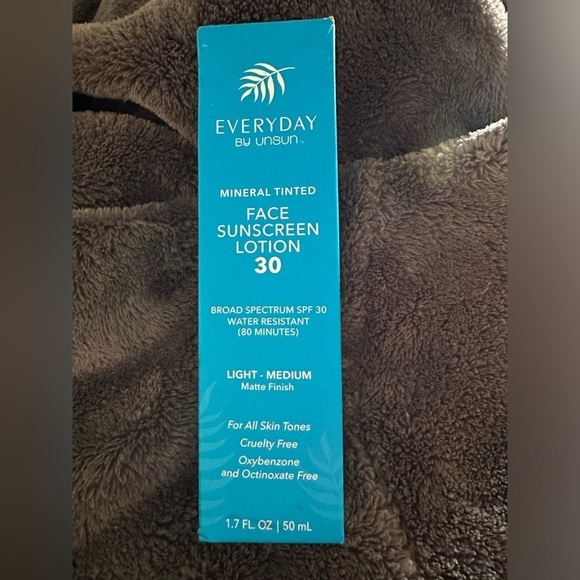 EVERYDAY
BY UNSUN™
MINERAL TINTED
FACE
SUNSCREEN
LOTION
30
BROAD SPECTRUM SPF 30
WATER RESISTANT
(80 MINUTES)
LIGHT - MEDIUM
Matte Finish
For All Skin Tones
Cruelty Free
Oxybenzone
and Octinoxate Free
1.7 FL. OZ | 50 mL